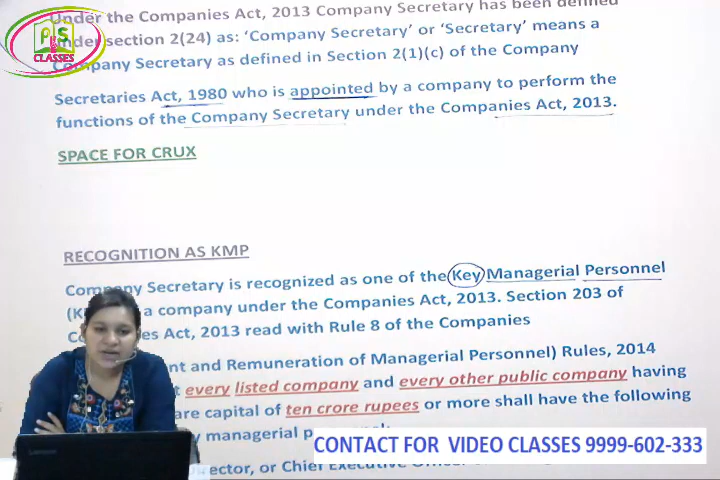 Under the Companies Act, 2013 Company Secretary has been defined
under section 2(24) as: ‘Company Secretary’ or ‘Secretary’ means a
Company Secretary as defined in Section 2(1)(c) of the Company
Secretaries Act, 1980 who is appointed by a company to perform the
functions of the Company Secretary under the Companies Act, 2013.
SPACE FOR CRUX
RECOGNITION AS KMP
Company Secretary is recognized as one of the Key Managerial Personnel
a company under the Companies Act, 2013. Section 203 of
Act, 2013 read with Rule 8 of the Companies
and Remuneration of Managerial Personnel) Rules, 2014
every listed company and every other public company having
capital of ten crore rupees or more shall have the following
managerial
or Chief Executive
CLASSES
lenovo
CONTACT FOR VIDEO CLASSES 9999-602-333